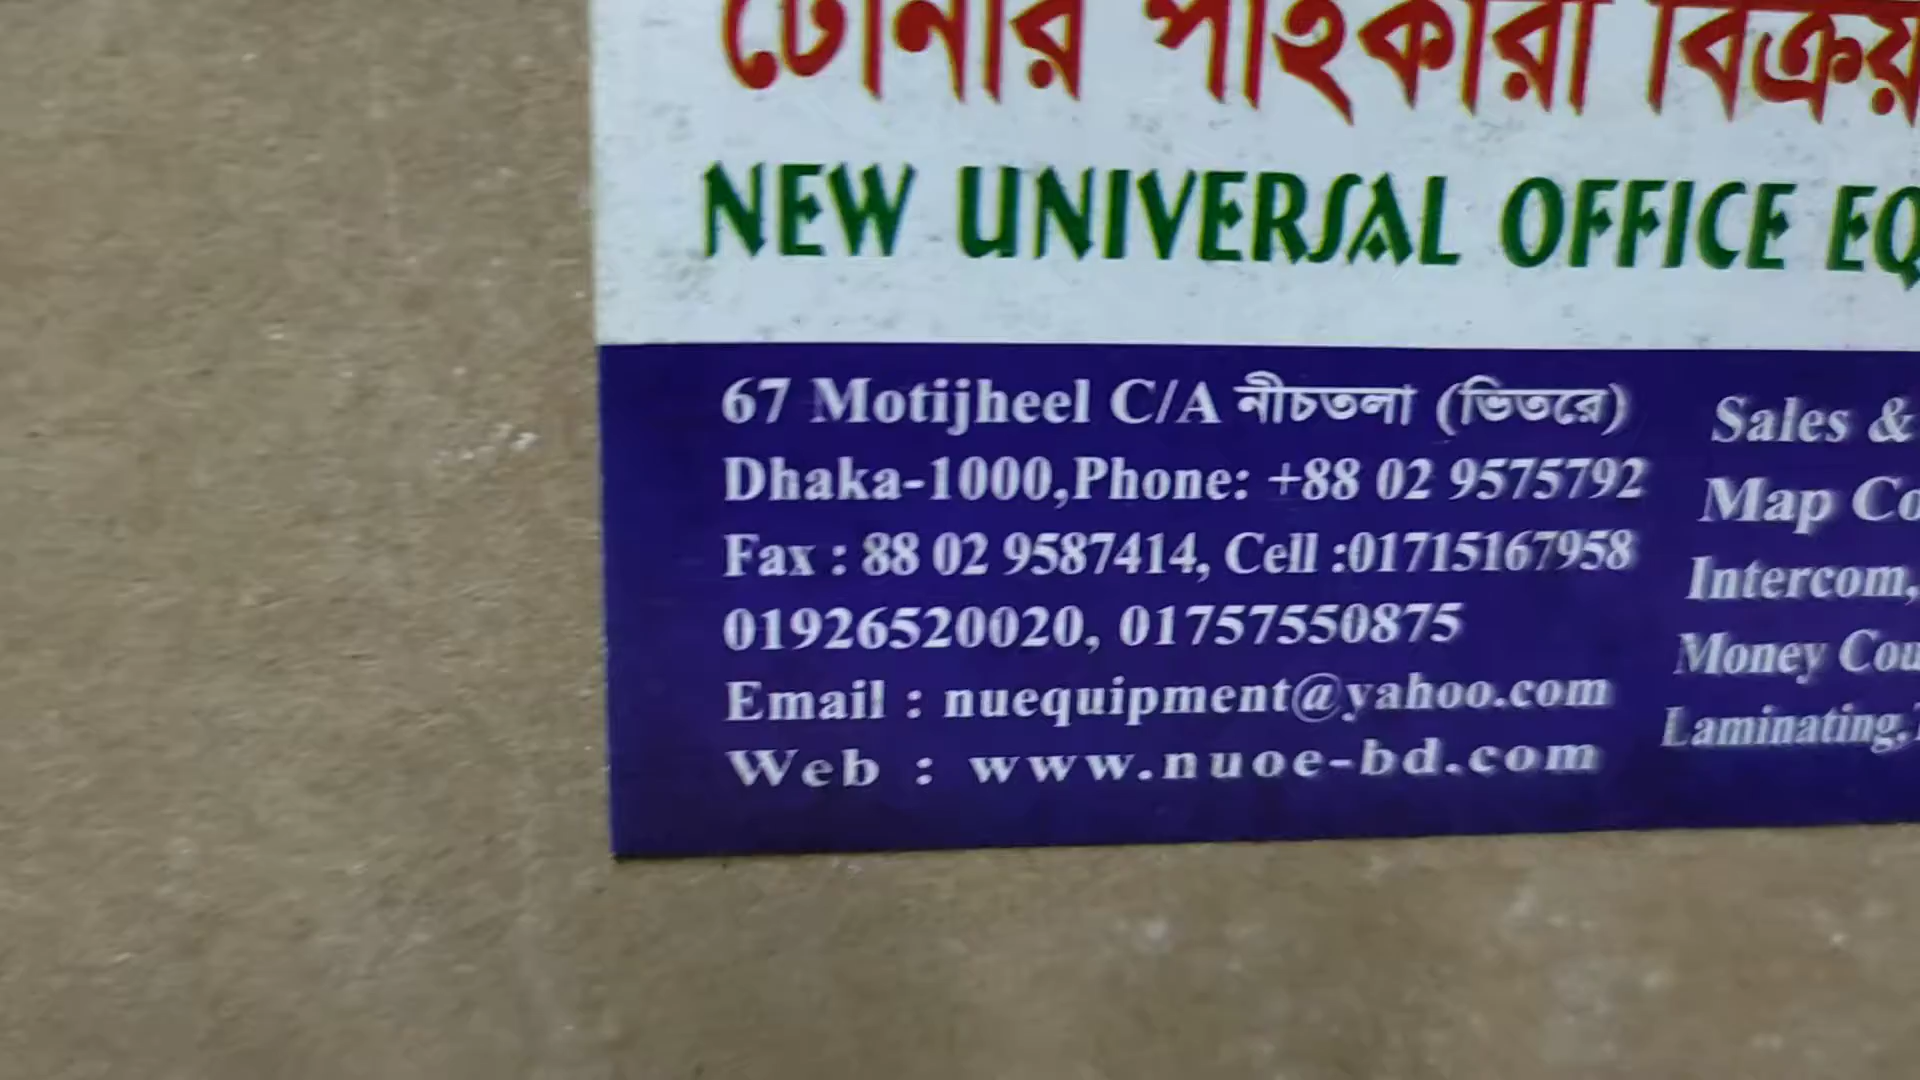 টোনার পাইকারী বিক্রয়
NEW UNIVERSAL OFFICE EQ
67 Motijheel C/A নীচতলা (ভিতরে)
Dhaka-1000,Phone: +88 02 9575792
Fax : 88 02 9587414, Cell :01715167958
01926520020, 01757550875
Email : nuequipment@yahoo.com
Web : www.nuoe-bd.com
Sales &
Map Co
Intercom,
Money Cou
Laminating,